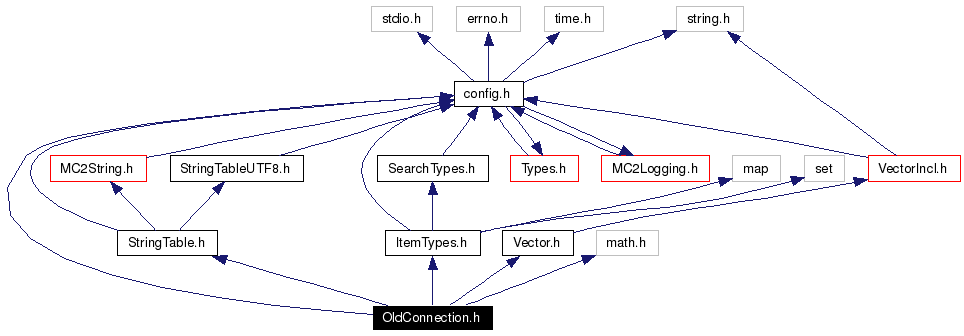 stdio.h
errno.h
time.h
string.h
config.h
MC2String.h
StringTableUTF8.h
SearchTypes.h
Types.h
MC2Logging.h
map
set
VectorIncl.h
StringTable.h
ItemTypes.h
Vector.h
math.h
OldConnection.h